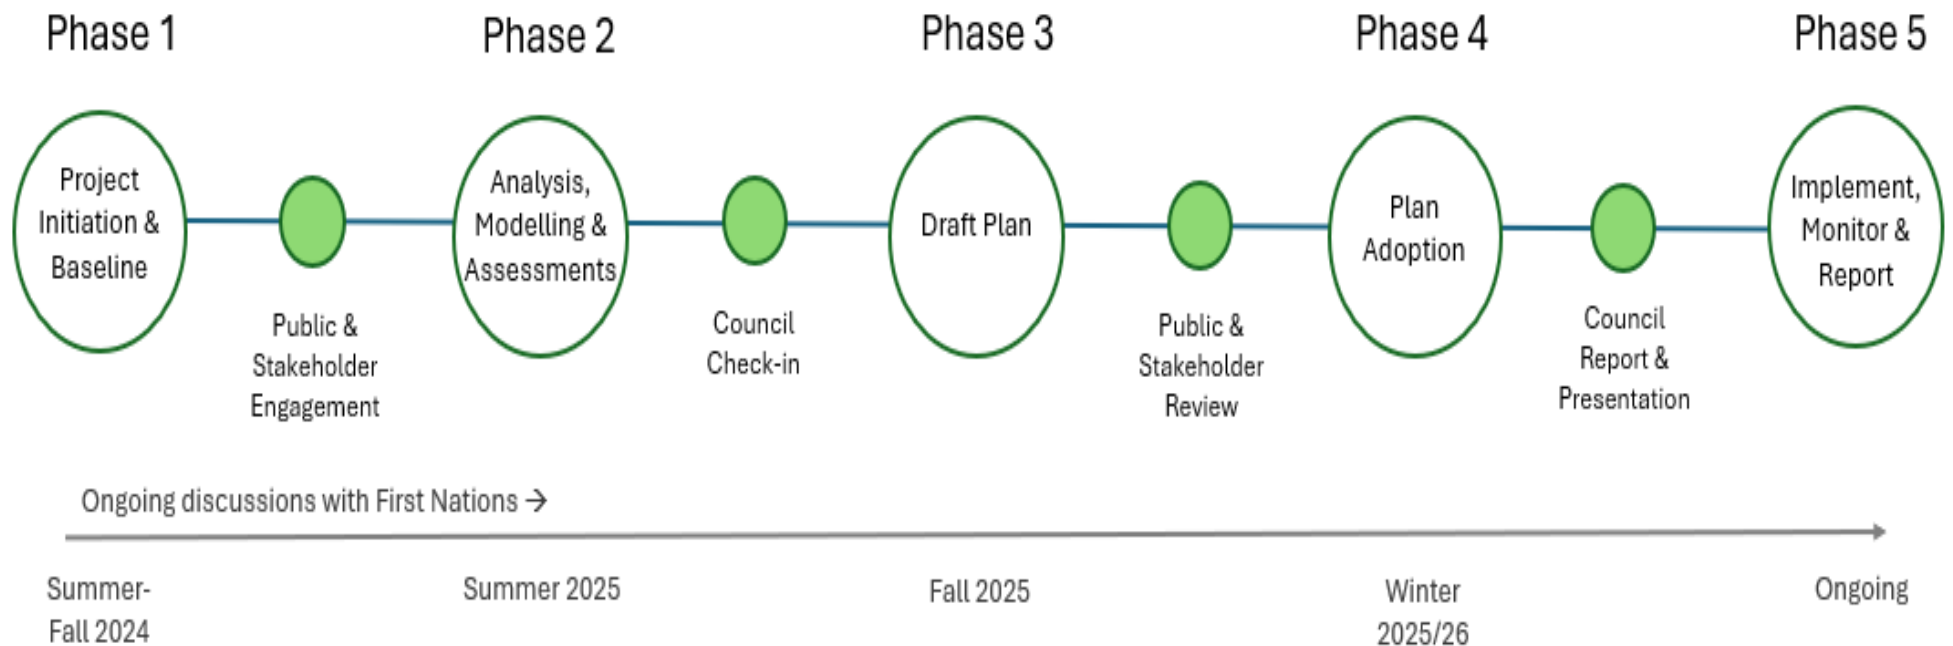 Phase 1
Phase 2
Phase 3
Phase 4
Phase 5
Project
Initiation &
Baseline
Public &
Stakeholder
Engagement
Analysis,
Modelling &
Assessments
Council
Check-in
Draft Plan
Public &
Stakeholder
Review
Plan
Adoption
Council
Report &
Presentation
Implement,
Monitor &
Report
Ongoing discussions with First Nations →
Summer-
Fall 2024
Summer 2025
Fall 2025
Winter
2025/26
Ongoing